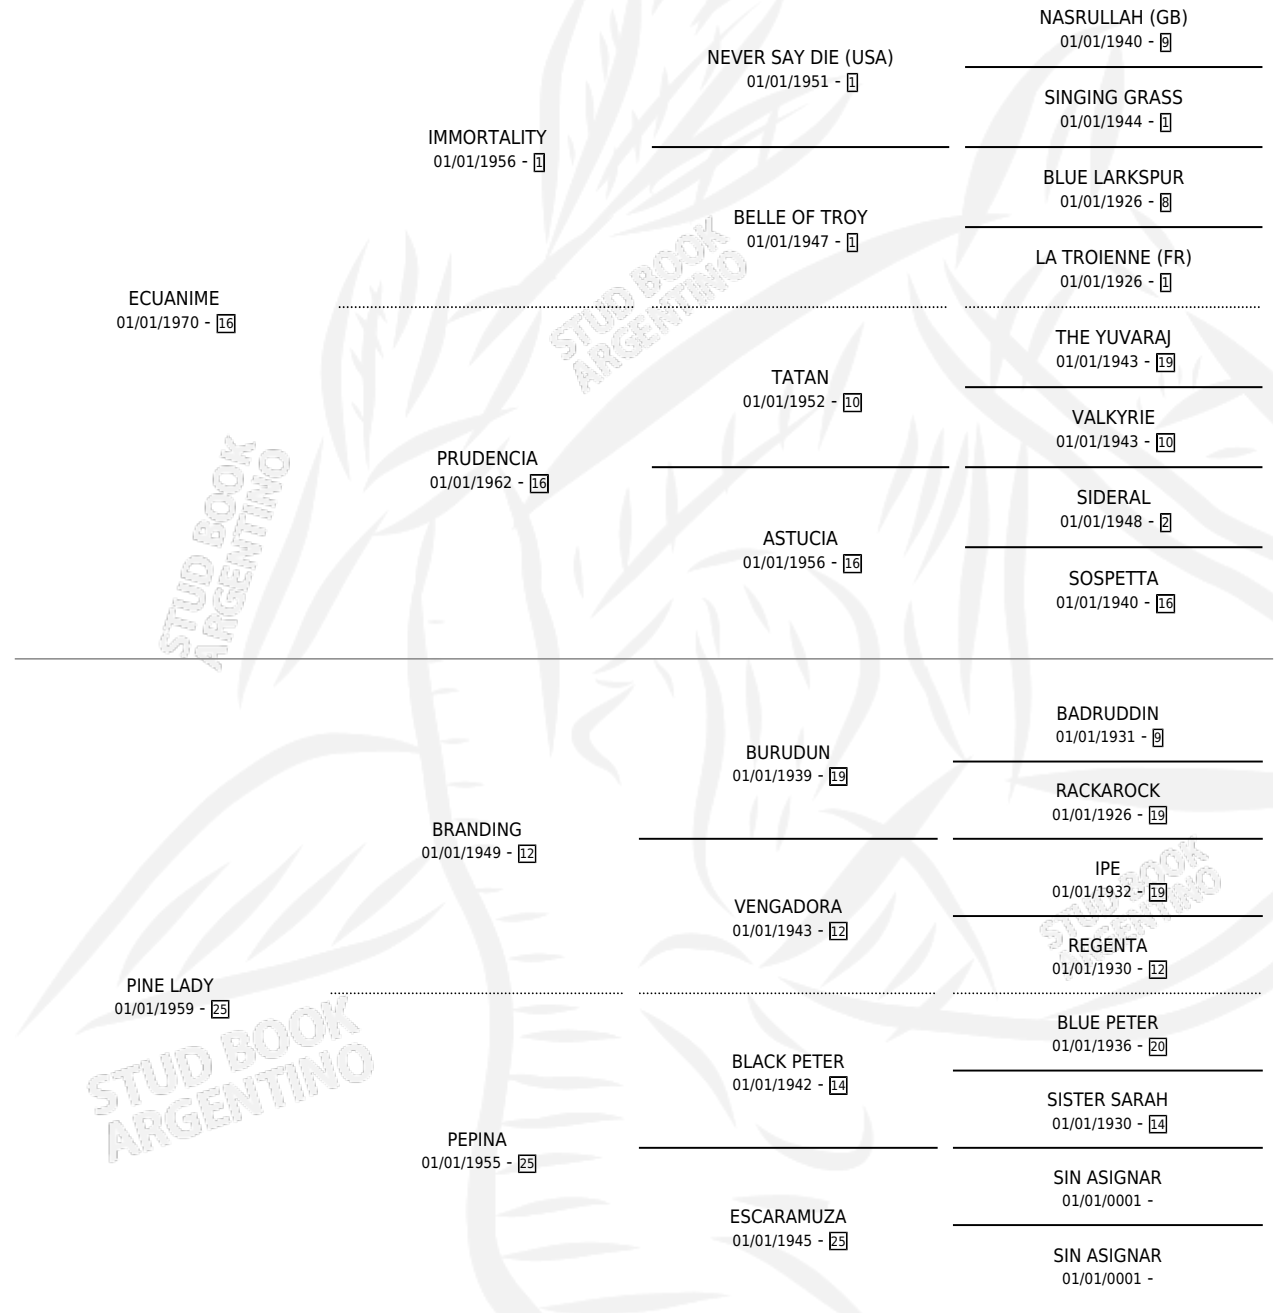 NASRULLAH (GB)
01/01/1940 - 9
NEVER SAY DIE (USA)
01/01/1951 - 1
SINGING GRASS
01/01/1944 - 1
IMMORTALITY
01/01/1956 - 1
BLUE LARKSPUR
01/01/1926 - 8
BELLE OF TROY
01/01/1947 - 1
LA TROIENNE (FR)
01/01/1926 - 1
ECUANIME
01/01/1970 - 16
THE YUVARAJ
01/01/1943 - 19
TATAN
01/01/1952 - 10
VALKYRIE
01/01/1943 - 10
PRUDENCIA
01/01/1962 - 16
SIDERAL
01/01/1948 - 2
ASTUCIA
01/01/1956 - 16
SOSPETTA
01/01/1940 - 16
BADRUDDIN
01/01/1931 - 9
BURUDUN
01/01/1939 - 19
RACKAROCK
01/01/1926 - 19
BRANDING
01/01/1949 - 12
IPE
01/01/1932 - 19
VENGADORA
01/01/1943 - 12
REGENTA
01/01/1930 - 12
PINE LADY
01/01/1959 - 25
BLUE PETER
01/01/1936 - 20
BLACK PETER
01/01/1942 - 14
SISTER SARAH
01/01/1930 - 14
PEPINA
01/01/1955 - 25
SIN ASIGNAR
01/01/0001 -
ESCARAMUZA
01/01/1945 - 25
SIN ASIGNAR
01/01/0001 -
STUD BOOK
ARGENTINO
STUD BOOK
ARGENTINO
STUD BOOK
ARGENTINO
STUD BOOK
ARGENTINO